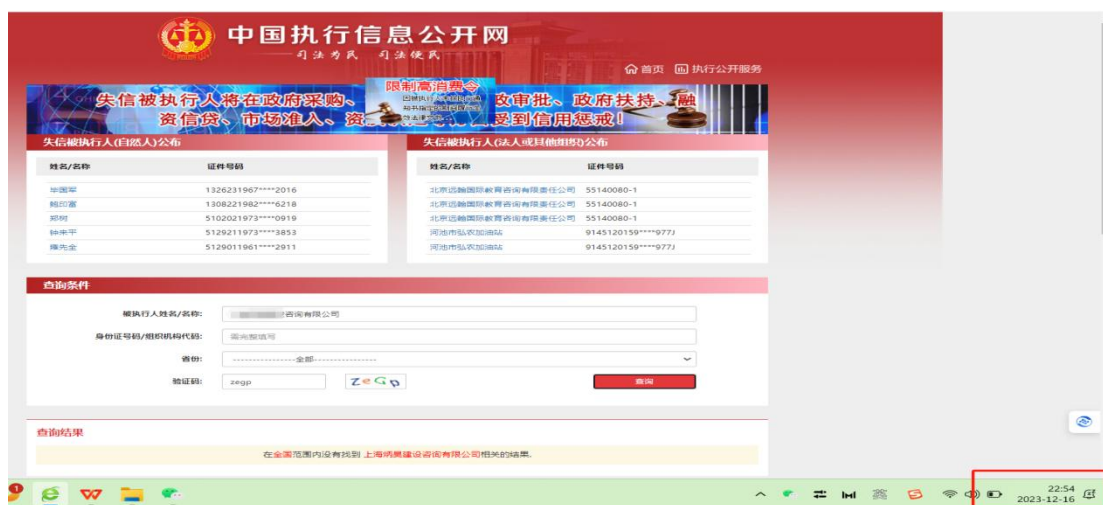 中国执行信息公开网
司法为民 司法便民
首页 执行公开服务
限制高消费令
失信被执行人将在政府采购、 政审批、政府扶持、融
资信贷、市场准入、资 受到信用惩戒!
失信被执行人(自然人)公布 失信被执行人(法人或其他组织)公布
姓名/名称 证件号码 姓名/名称 证件号码
毕国军 1326231967****2016 北京远翰国际教育咨询有限责任公司 55140080-1
鲍印富 1308221982****6218 北京远翰国际教育咨询有限责任公司 55140080-1
郑树 5102021973****0919 北京远翰国际教育咨询有限责任公司 55140080-1
钟来平 5129211973****3853 河池市弘农加油站 9145120159****977J
先全 5129011961****2911 河池市弘农加油站 9145120159****977J
查询条件
被执行人姓名/名称: 咨询有限公司
身份证号码/组织机构代码: 需完整填写
省份: ----------------全部----------------
验证码: zegp ZeGp 查询
查询结果
在全国范围内没有找到 上海炳晨建设咨询有限公司相关的结果.
22:54
2023-12-16